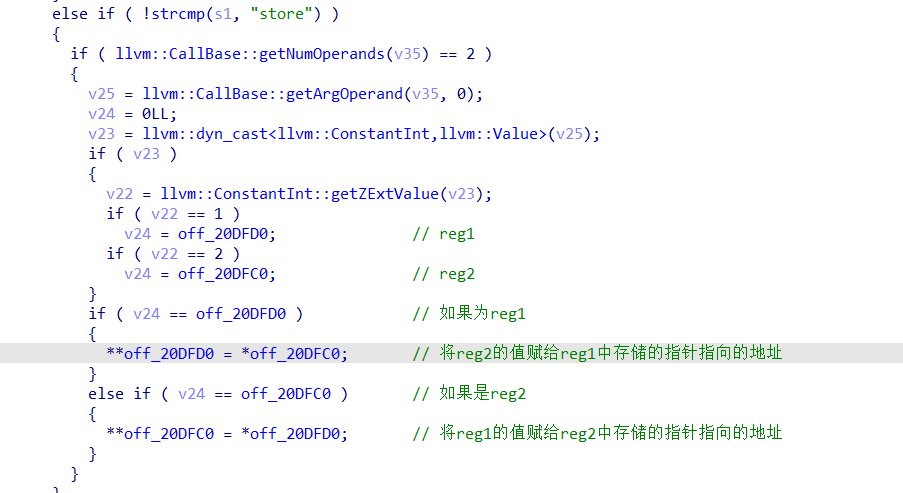 else if ( !strcmp(s1, "store") )
{
if ( llvm::CallBase::getNumOperands(v35) == 2 )
{
v25 = llvm::CallBase::getArgOperand(v35, 0);
v24 = 0LL;
v23 = llvm::dyn_cast<llvm::ConstantInt,llvm::Value>(v25);
if ( v23 )
{
v22 = llvm::ConstantInt::getZExtValue(v23);
if ( v22 == 1 )
v24 = off_20DFD0; // reg1
if ( v22 == 2 )
v24 = off_20DFC0; // reg2
}
if ( v24 == off_20DFD0 ) // 如果为reg1
{
**off_20DFD0 = *off_20DFC0; // 将reg2的值赋给reg1中存储的指针指向的地址
}
else if ( v24 == off_20DFC0 ) // 如果是reg2
{
**off_20DFC0 = *off_20DFD0; // 将reg1的值赋给reg2中存储的指针指向的地址
}
}